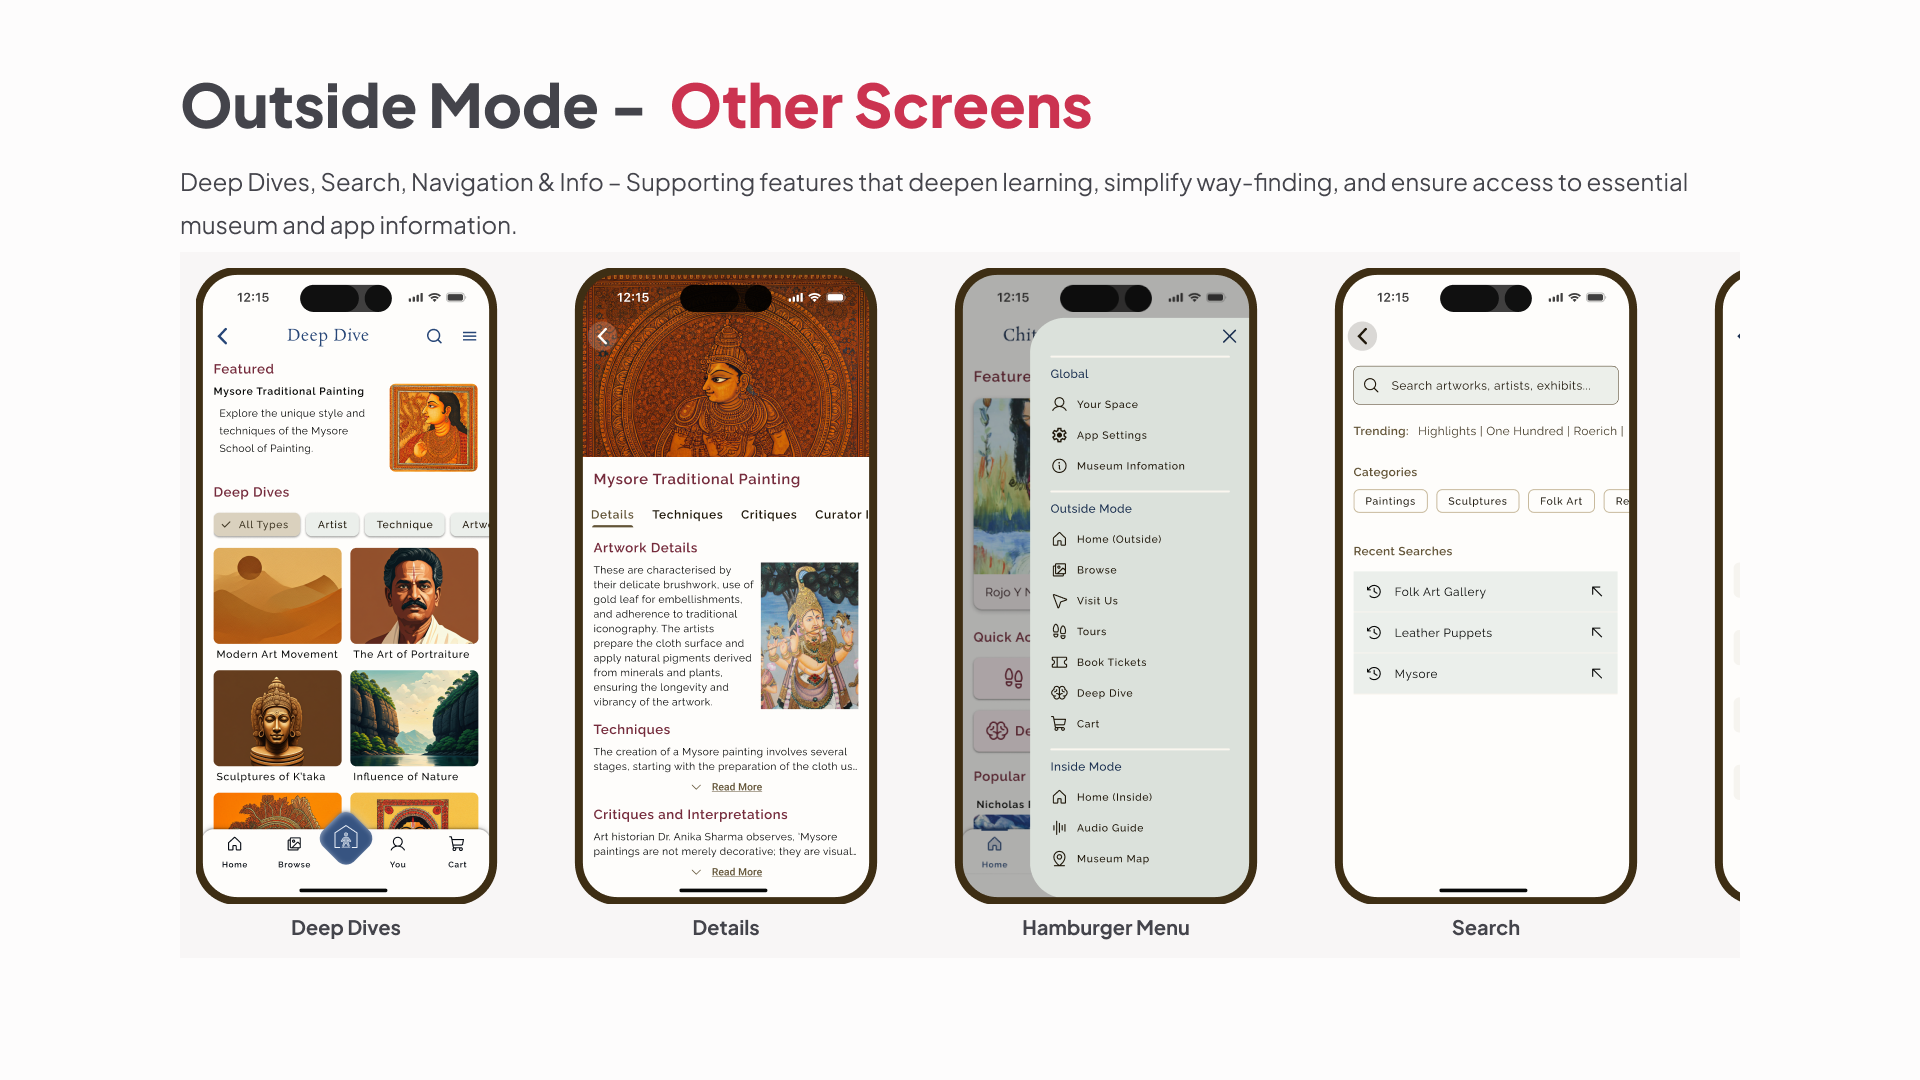 Outside Mode – Other Screens
Deep Dives, Search, Navigation & Info – Supporting features that deepen learning, simplify way-finding, and ensure access to essential
museum and app information.
12:15
Deep Dive
Featured
Mysore Traditional Painting
Explore the unique style and
techniques of the Mysore
School of Painting.
Deep Dives
All Types
Artist
Technique
Artw
Modern Art Movement
The Art of Portraiture
Sculptures of K'taka
Influence of Nature
Home
Browse
You
Cart
Deep Dives
12:15
Mysore Traditional Painting
Details
Techniques
Critiques
Curator I
Artwork Details
These are characterised by
their delicate brushwork, use of
gold leaf for embellishments,
and adherence to traditional
iconography. The artists
prepare the cloth surface and
apply natural pigments derived
from minerals and plants,
ensuring the longevity and
vibrancy of the artwork.
Techniques
The creation of a Mysore painting involves several
stages, starting with the preparation of the cloth us..
Read More
Critiques and Interpretations
Art historian Dr. Anika Sharma observes, 'Mysore
paintings are not merely decorative; they are visual..
Read More
Details
12:15
Chit
Feature
Rojo Y N
Quick Ac
De
Popular
Nicholas
Home
Global
Your Space
App Settings
Museum Infomation
Outside Mode
Home (Outside)
Browse
Visit Us
Tours
Book Tickets
Deep Dive
Cart
Inside Mode
Home (Inside)
Audio Guide
Museum Map
Hamburger Menu
12:15
Search artworks, artists, exhibits...
Trending: Highlights | One Hundred | Roerich |
Categories
Paintings
Sculptures
Folk Art
Re
Recent Searches
Folk Art Gallery
Leather Puppets
Mysore
Search